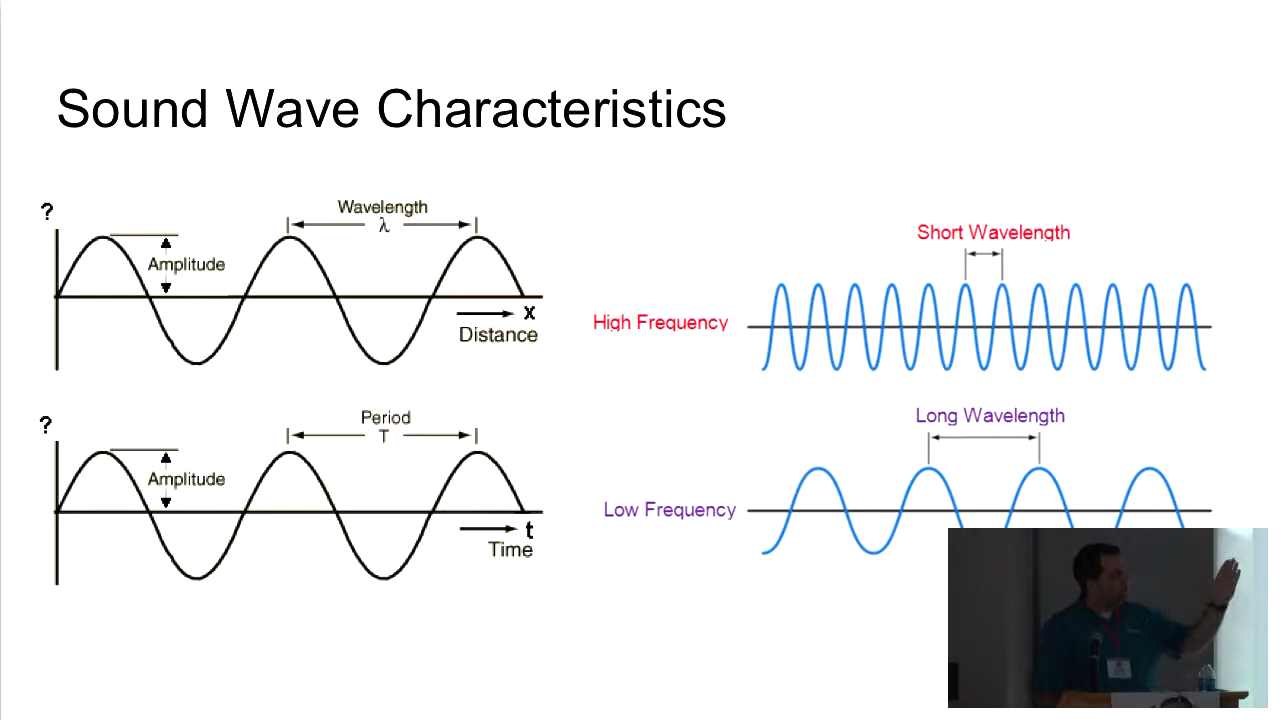 Sound Wave Characteristics
?
Wavelength
λ
Amplitude
x
Distance
?
Period
T
Amplitude
t
Time
Short Wavelength
High Frequency
Long Wavelength
Low Frequency